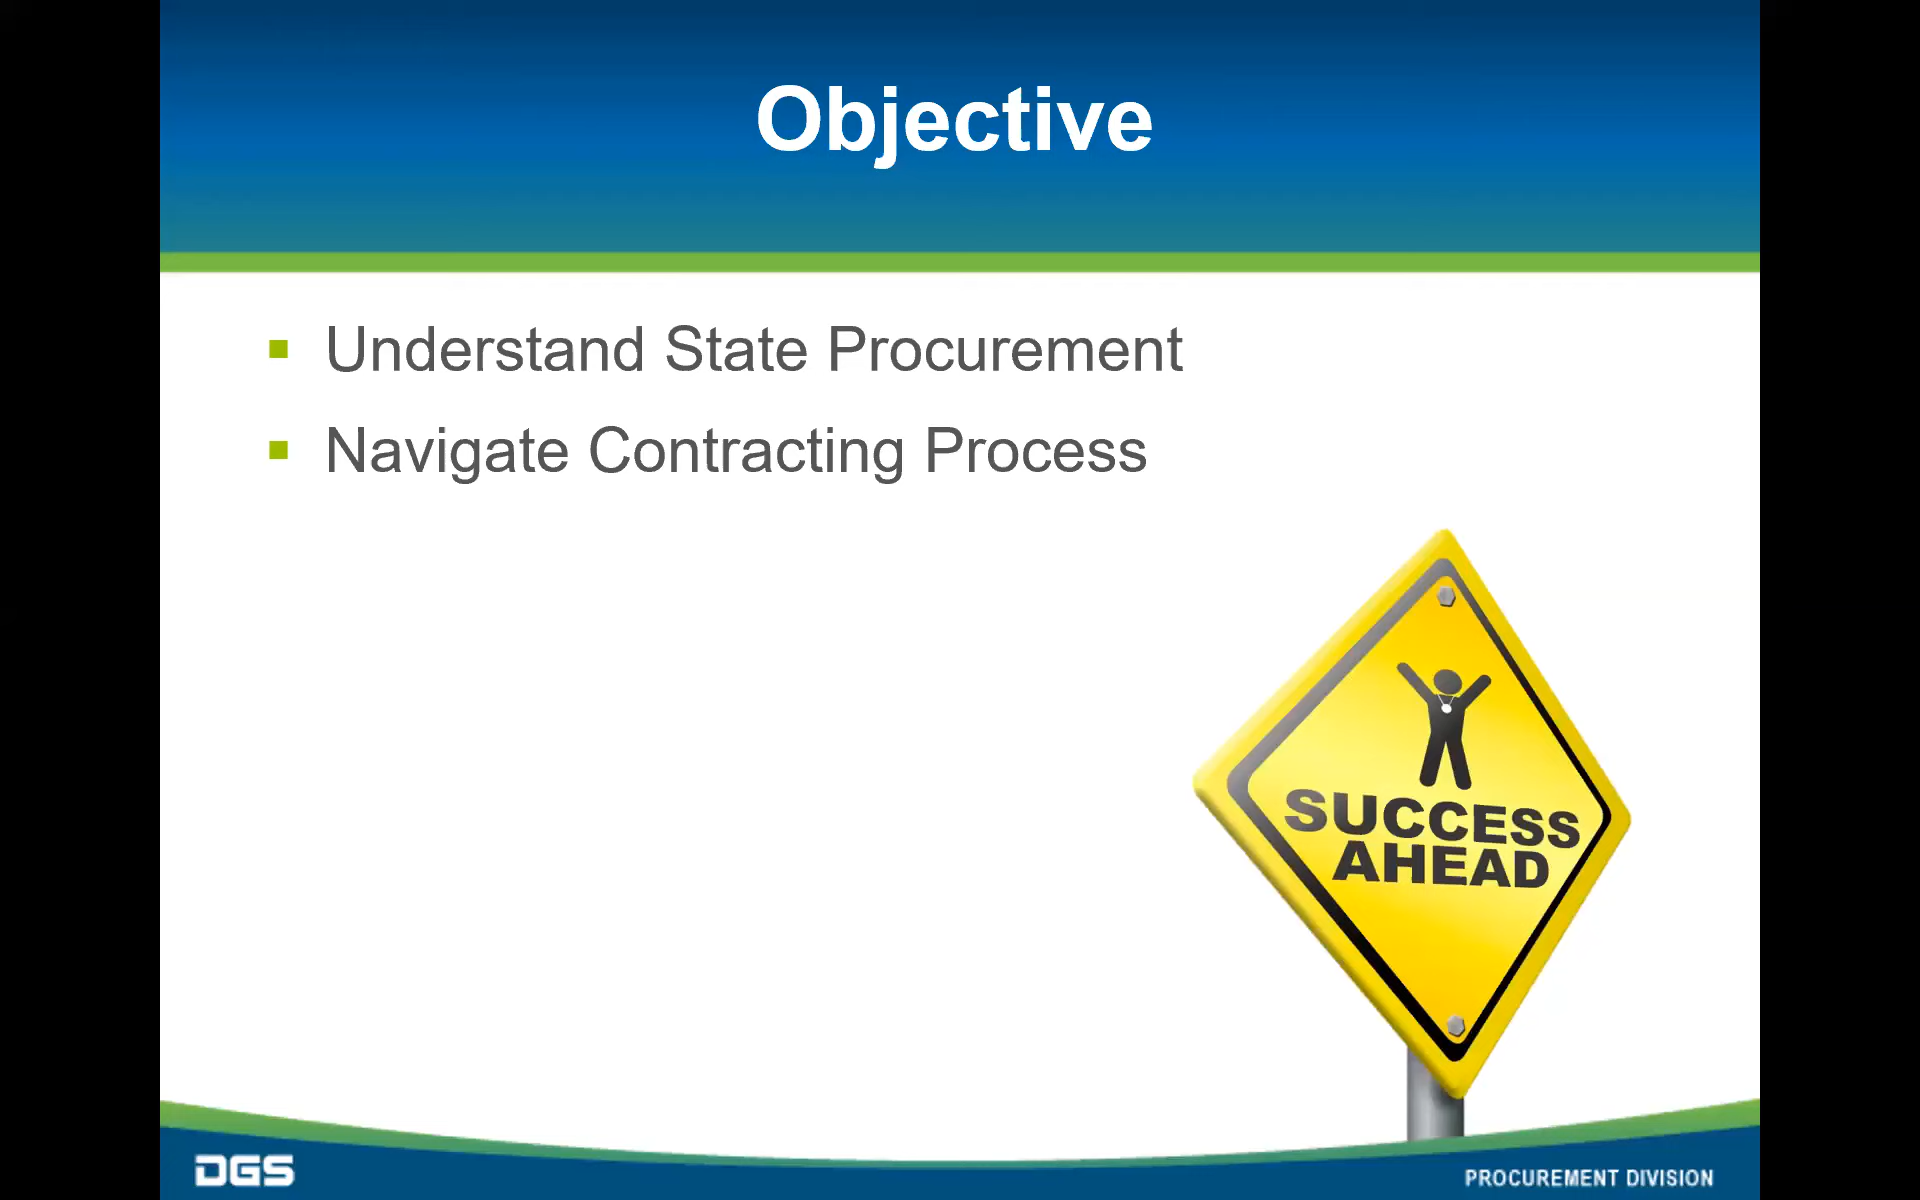 Objective
Understand State Procurement
Navigate Contracting Process
SUCCESS
AHEAD
DGS
PROCUREMENT DIVISION